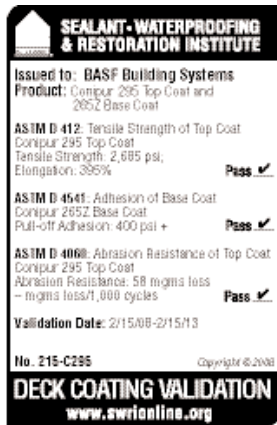 SEALANT-WATERPROOFING
& RESTORATION INSTITUTE
Issued to: BASF Building Systems
Product: Conipur 295 Top Coat and
265Z Base Coat
ASTM D 412: Tensile Strength of Top Coat
Conipur 295 Top Coat
Tensile Strength: 2,685 psi;
Elongation: 395% Pass ✔
ASTM D 4541: Adhesion of Base Coat
Conipur 265Z Base Coat
Pull-off Adhesion: 400 psi + Pass ✔
ASTM D 4060: Abrasion Resistance of Top Coat
Conipur 295 Top Coat
Abrasion Resistance: 58 mgms loss
– mgms loss/1,000 cycles Pass ✔
Validation Date: 2/15/08-2/15/13
No. 215-C295 Copyright © 2008
DECK COATING VALIDATION
www.swrionline.org